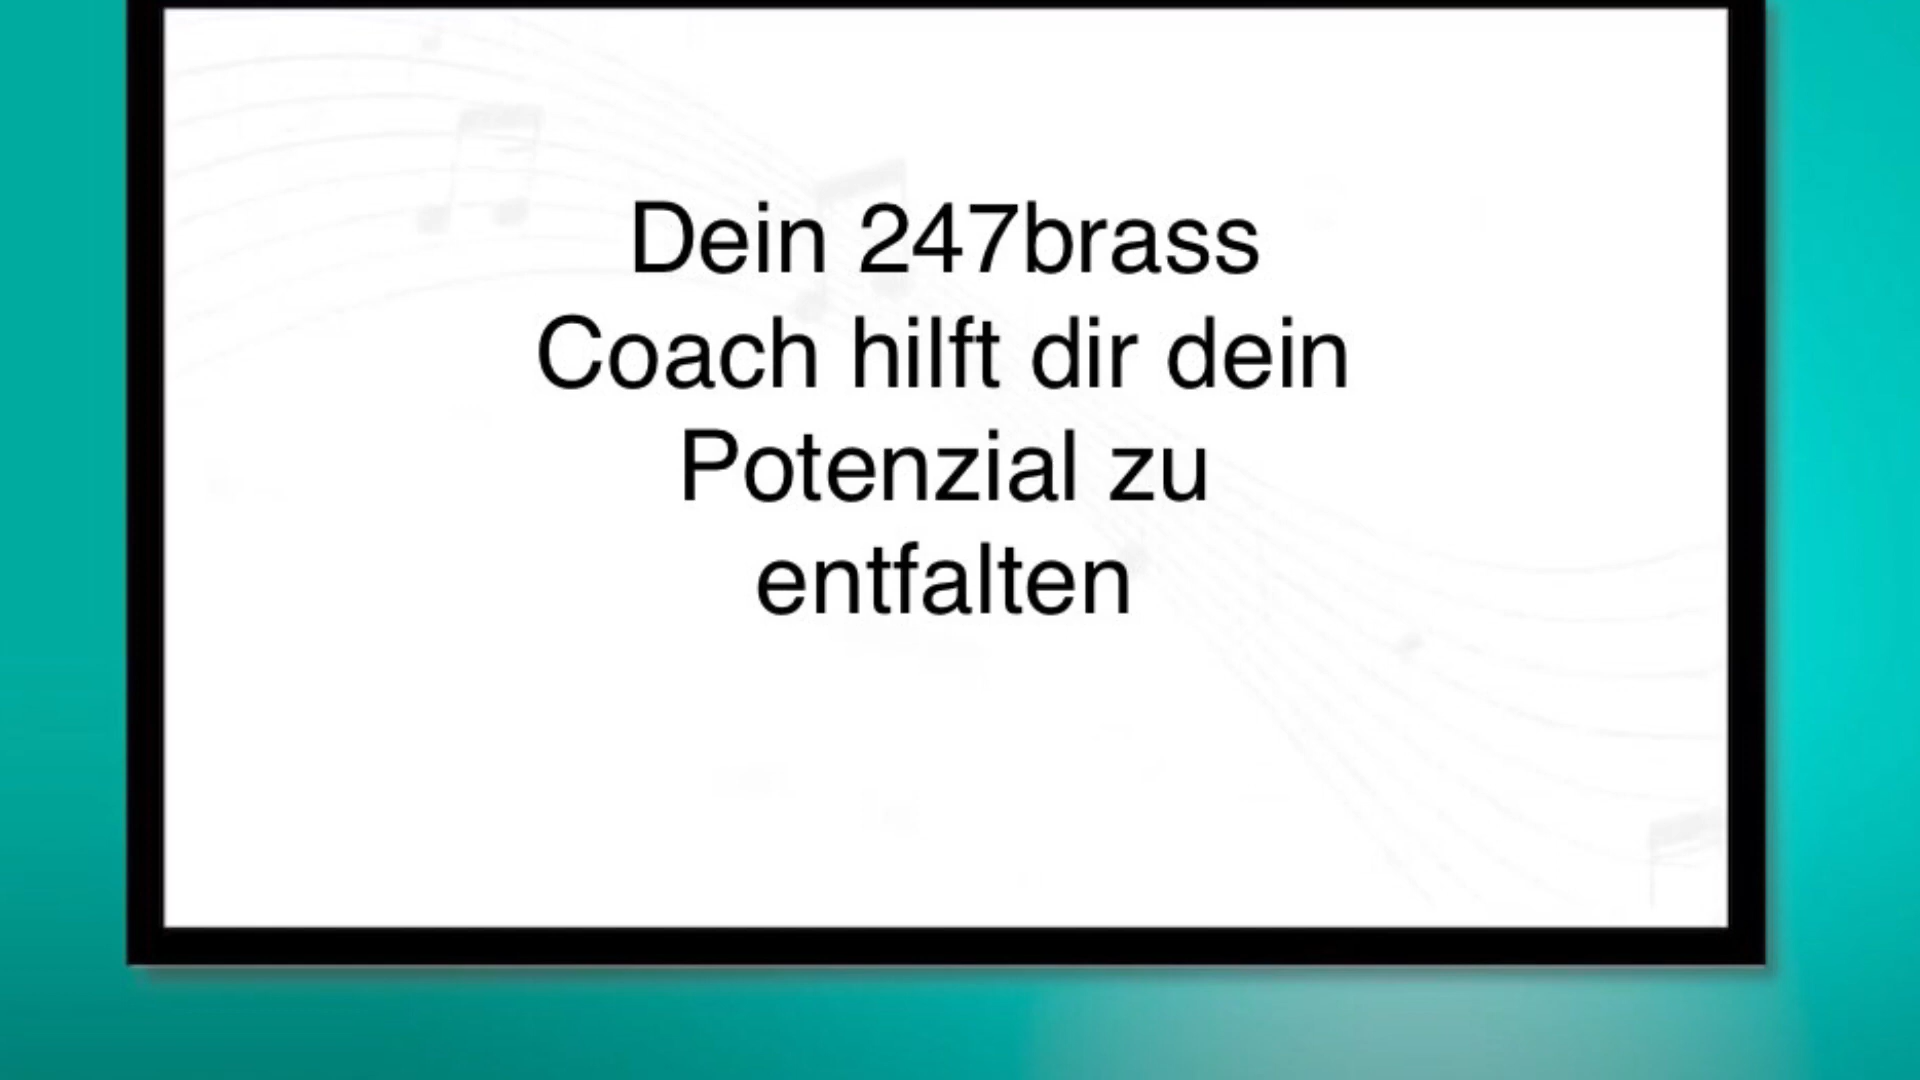 Dein 247brass
Coach hilft dir dein
Potenzial zu
entfalten